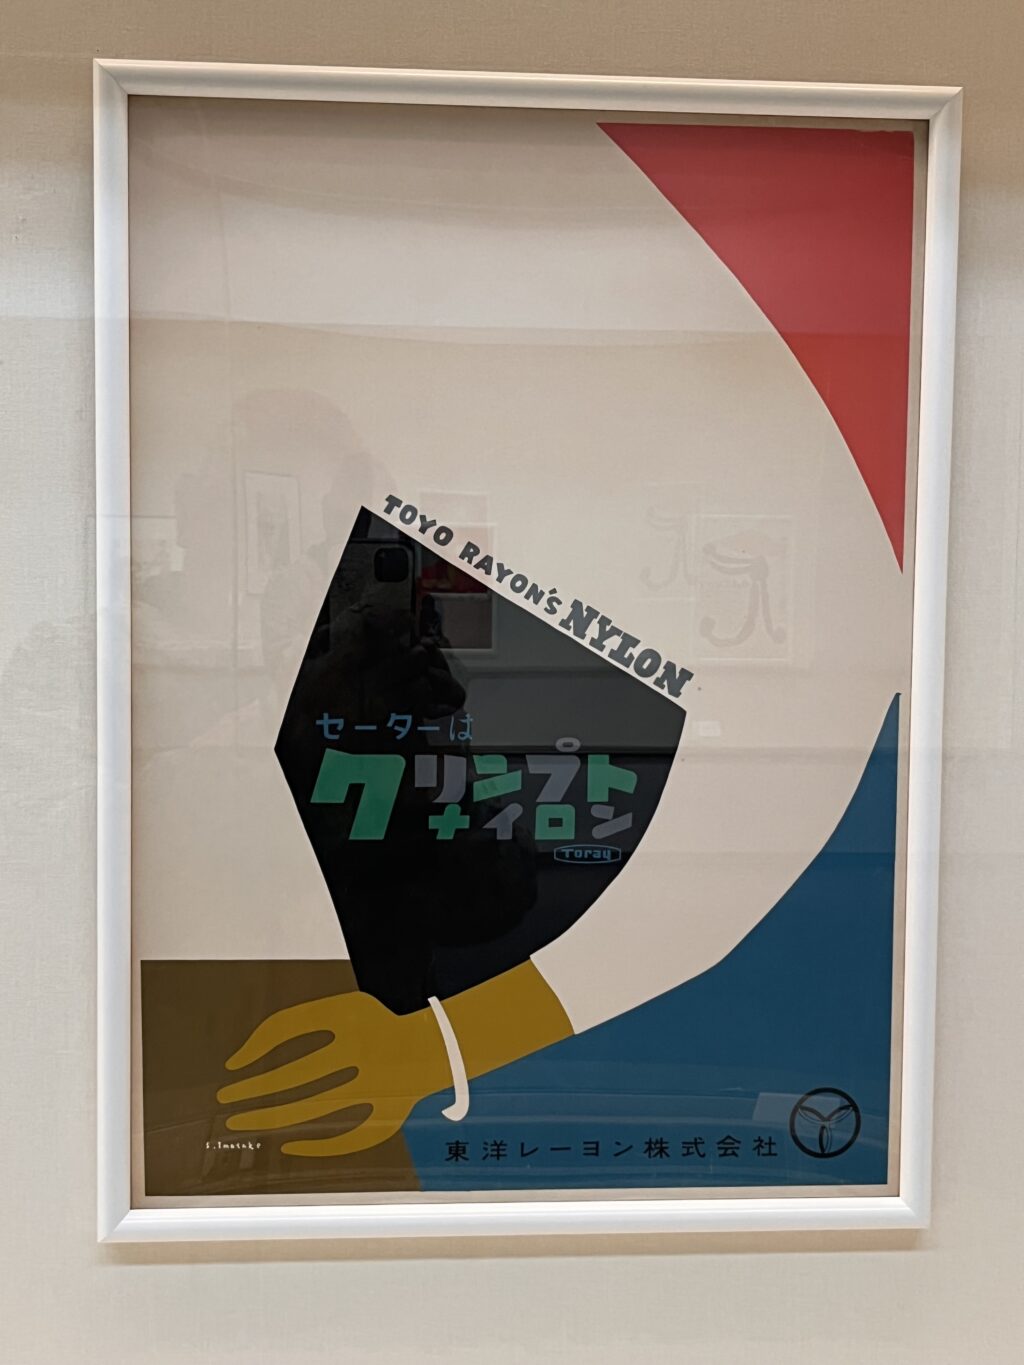 TOYO RAYON'S NYLON
セーターは
クリンプト
ナイロン
Toray
s.Imatake
東洋レーヨン株式会社